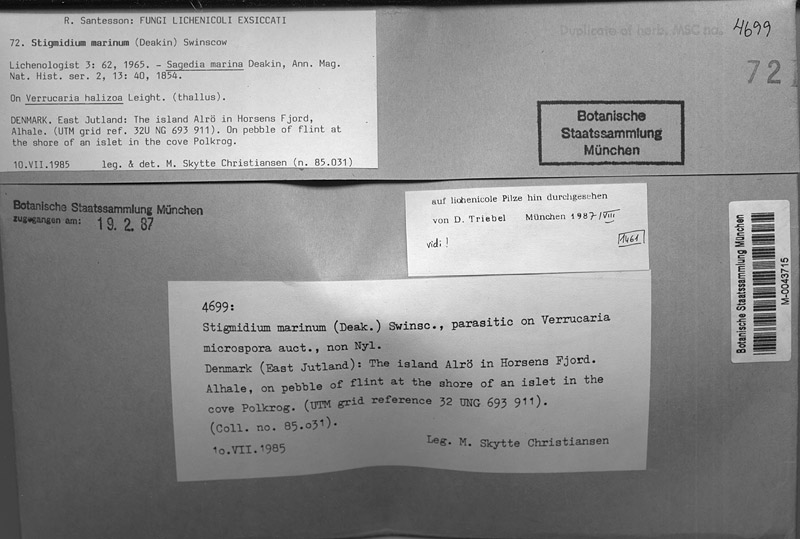 R. Santesson: FUNGI LICHENICOLI EXSICCATI
72. Stigmidium marinum (Deakin) Swinscow
Lichenologist 3: 62, 1965. - Sagedia marina Deakin, Ann. Mag.
Nat. Hist. ser. 2, 13: 40, 1854.
On Verrucaria halizoa Leight. (thallus).
DENMARK. East Jutland: The island Alrö in Horsens Fjord,
Alhale. (UTM grid ref. 32U NG 693 911). On pebble of flint at
the shore of an islet in the cove Polkrog.
10.VII.1985 leg. & det. M. Skytte Christiansen (n. 85.031)
Duplicate of herb. MSC no. 4699
72
Botanische
Staatssammlung
München
Botanische Staatssammlung München
zugegangen am: 19. 2. 87
auf lichenicole Pilze hin durchgesehen
von D. Triebel München 1987/VIII
vidi!
1461
Botanische Staatssammlung München
M-0043715
4699:
Stigmidium marinum (Deak.) Swinsc., parasitic on Verrucaria
microspora auct., non Nyl.
Denmark (East Jutland): The island Alrö in Horsens Fjord.
Alhale, on pebble of flint at the shore of an islet in the
cove Polkrog. (UTM grid reference 32 UNG 693 911).
(Coll. no. 85.031).
10.VII.1985 Leg. M. Skytte Christiansen